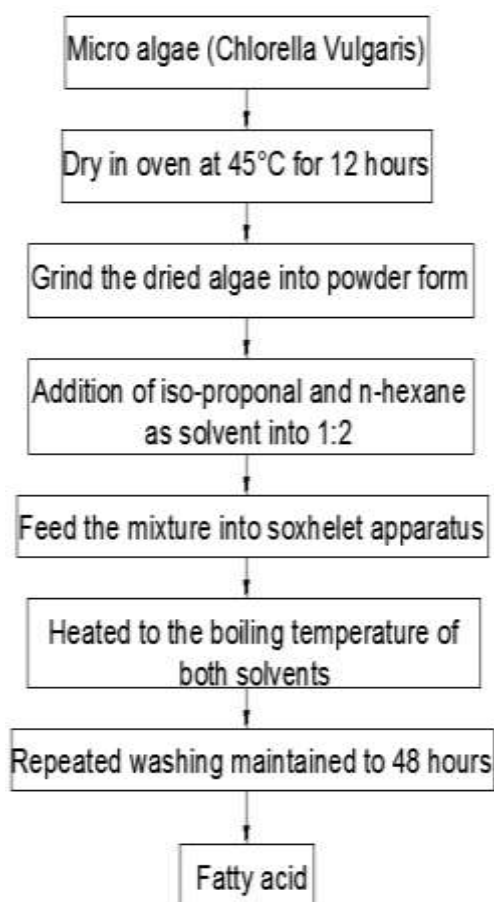 Micro algae (Chlorella Vulgaris)
Dry in oven at 45°C for 12 hours
Grind the dried algae into powder form
Addition of iso-proponal and n-hexane
as solvent into 1:2
Feed the mixture into soxhelet apparatus
Heated to the boiling temperature of
both solvents
Repeated washing maintained to 48 hours
Fatty acid